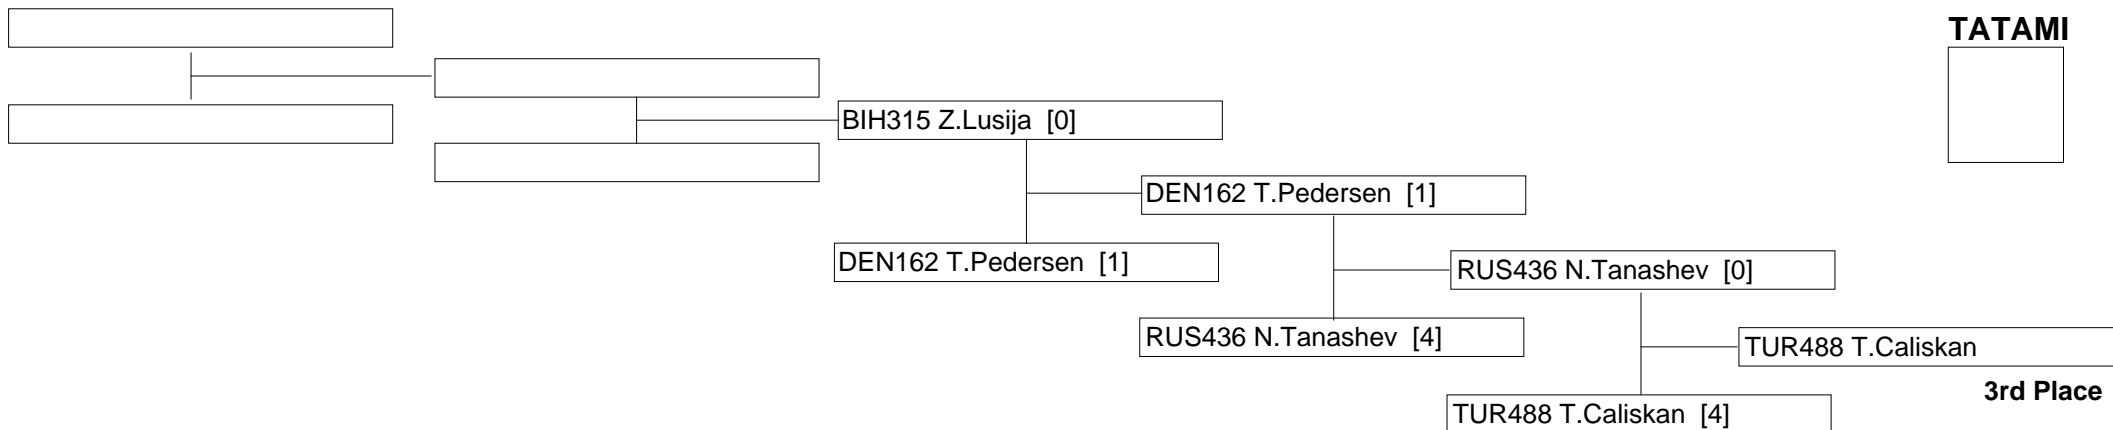 TATAMI
BIH315 Z.Lusija [0]
DEN162 T.Pedersen [1]
DEN162 T.Pedersen [1]
RUS436 N.Tanashev [0]
RUS436 N.Tanashev [4]
TUR488 T.Caliskan
3rd Place
TUR488 T.Caliskan [4]